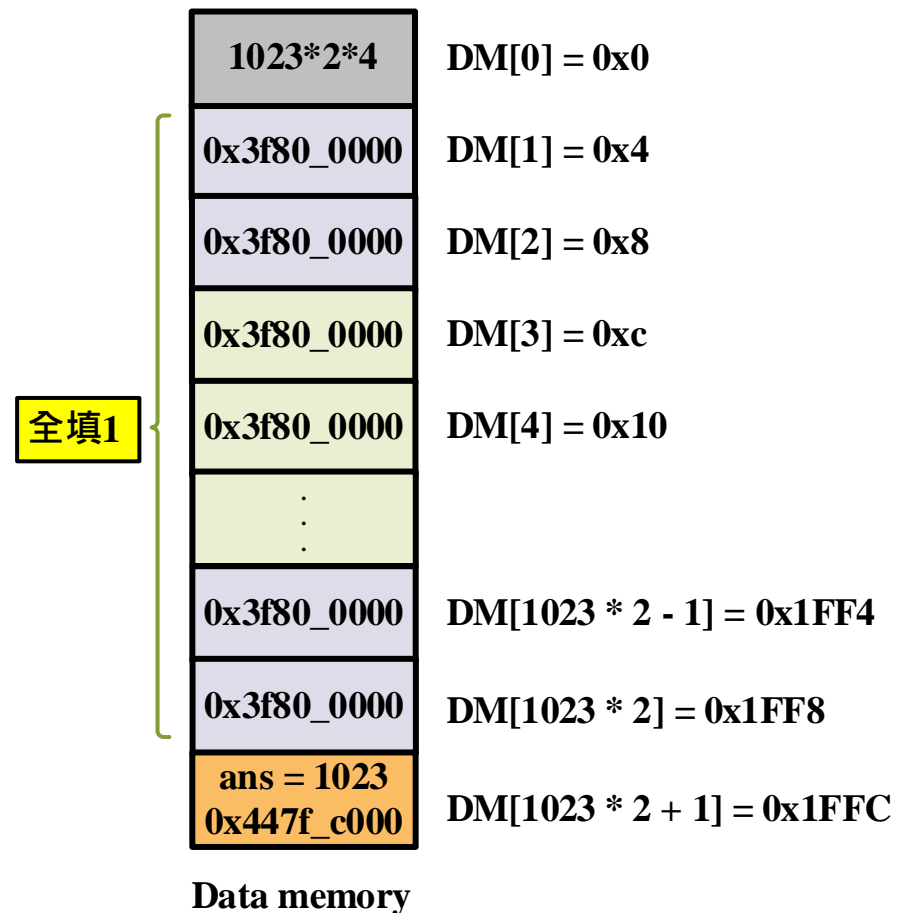 1023*2*4 DM[0] = 0x0
0x3f80_0000 DM[1] = 0x4
0x3f80_0000 DM[2] = 0x8
0x3f80_0000 DM[3] = 0xc
全填1 0x3f80_0000 DM[4] = 0x10
.
.
.
0x3f80_0000 DM[1023 * 2 - 1] = 0x1FF4
0x3f80_0000 DM[1023 * 2] = 0x1FF8
ans = 1023
0x447f_c000 DM[1023 * 2 + 1] = 0x1FFC
Data memory